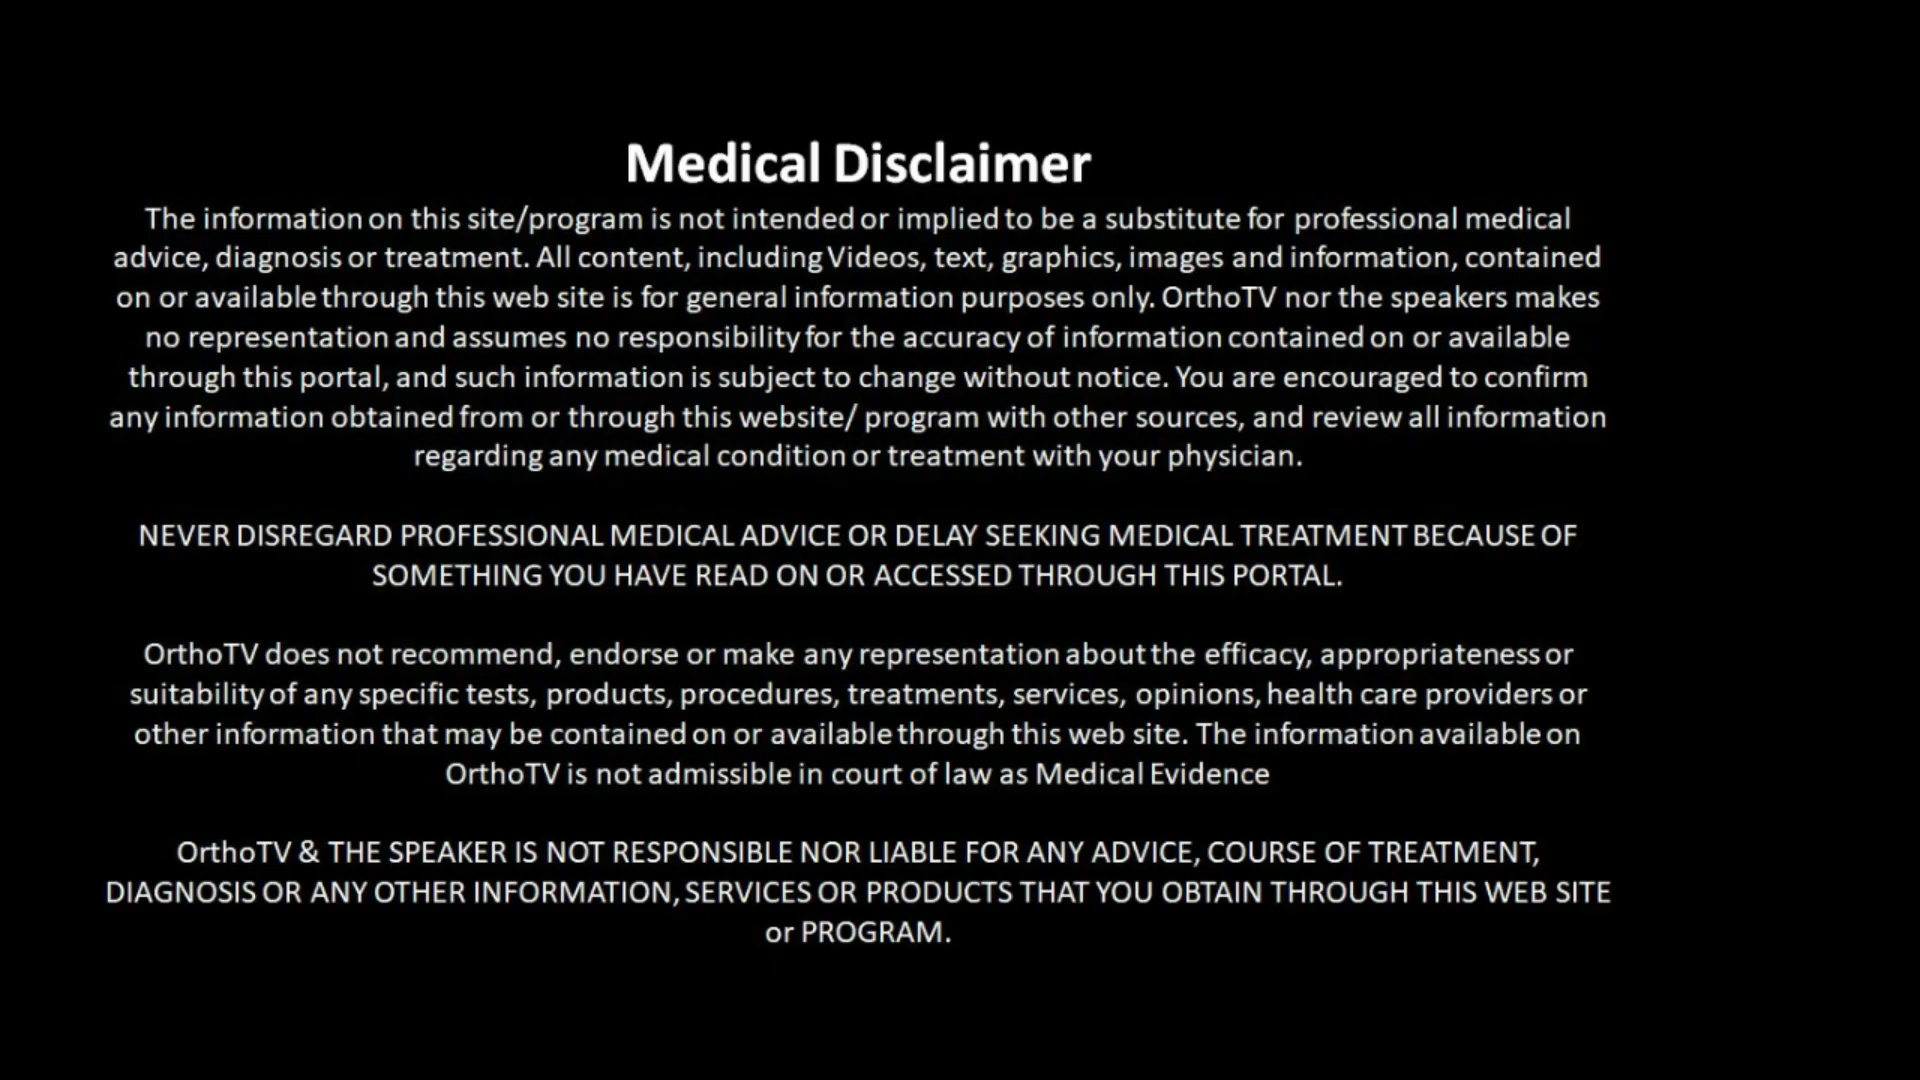 Medical Disclaimer
The information on this site/program is not intended or implied to be a substitute for professional medical
advice, diagnosis or treatment. All content, including Videos, text, graphics, images and information, contained
on or available through this web site is for general information purposes only. OrthoTV nor the speakers makes
no representation and assumes no responsibility for the accuracy of information contained on or available
through this portal, and such information is subject to change without notice. You are encouraged to confirm
any information obtained from or through this website/ program with other sources, and review all information
regarding any medical condition or treatment with your physician.
NEVER DISREGARD PROFESSIONAL MEDICAL ADVICE OR DELAY SEEKING MEDICAL TREATMENT BECAUSE OF
SOMETHING YOU HAVE READ ON OR ACCESSED THROUGH THIS PORTAL.
OrthoTV does not recommend, endorse or make any representation about the efficacy, appropriateness or
suitability of any specific tests, products, procedures, treatments, services, opinions, health care providers or
other information that may be contained on or available through this web site. The information available on
OrthoTV is not admissible in court of law as Medical Evidence
OrthoTV & THE SPEAKER IS NOT RESPONSIBLE NOR LIABLE FOR ANY ADVICE, COURSE OF TREATMENT,
DIAGNOSIS OR ANY OTHER INFORMATION, SERVICES OR PRODUCTS THAT YOU OBTAIN THROUGH THIS WEB SITE
or PROGRAM.